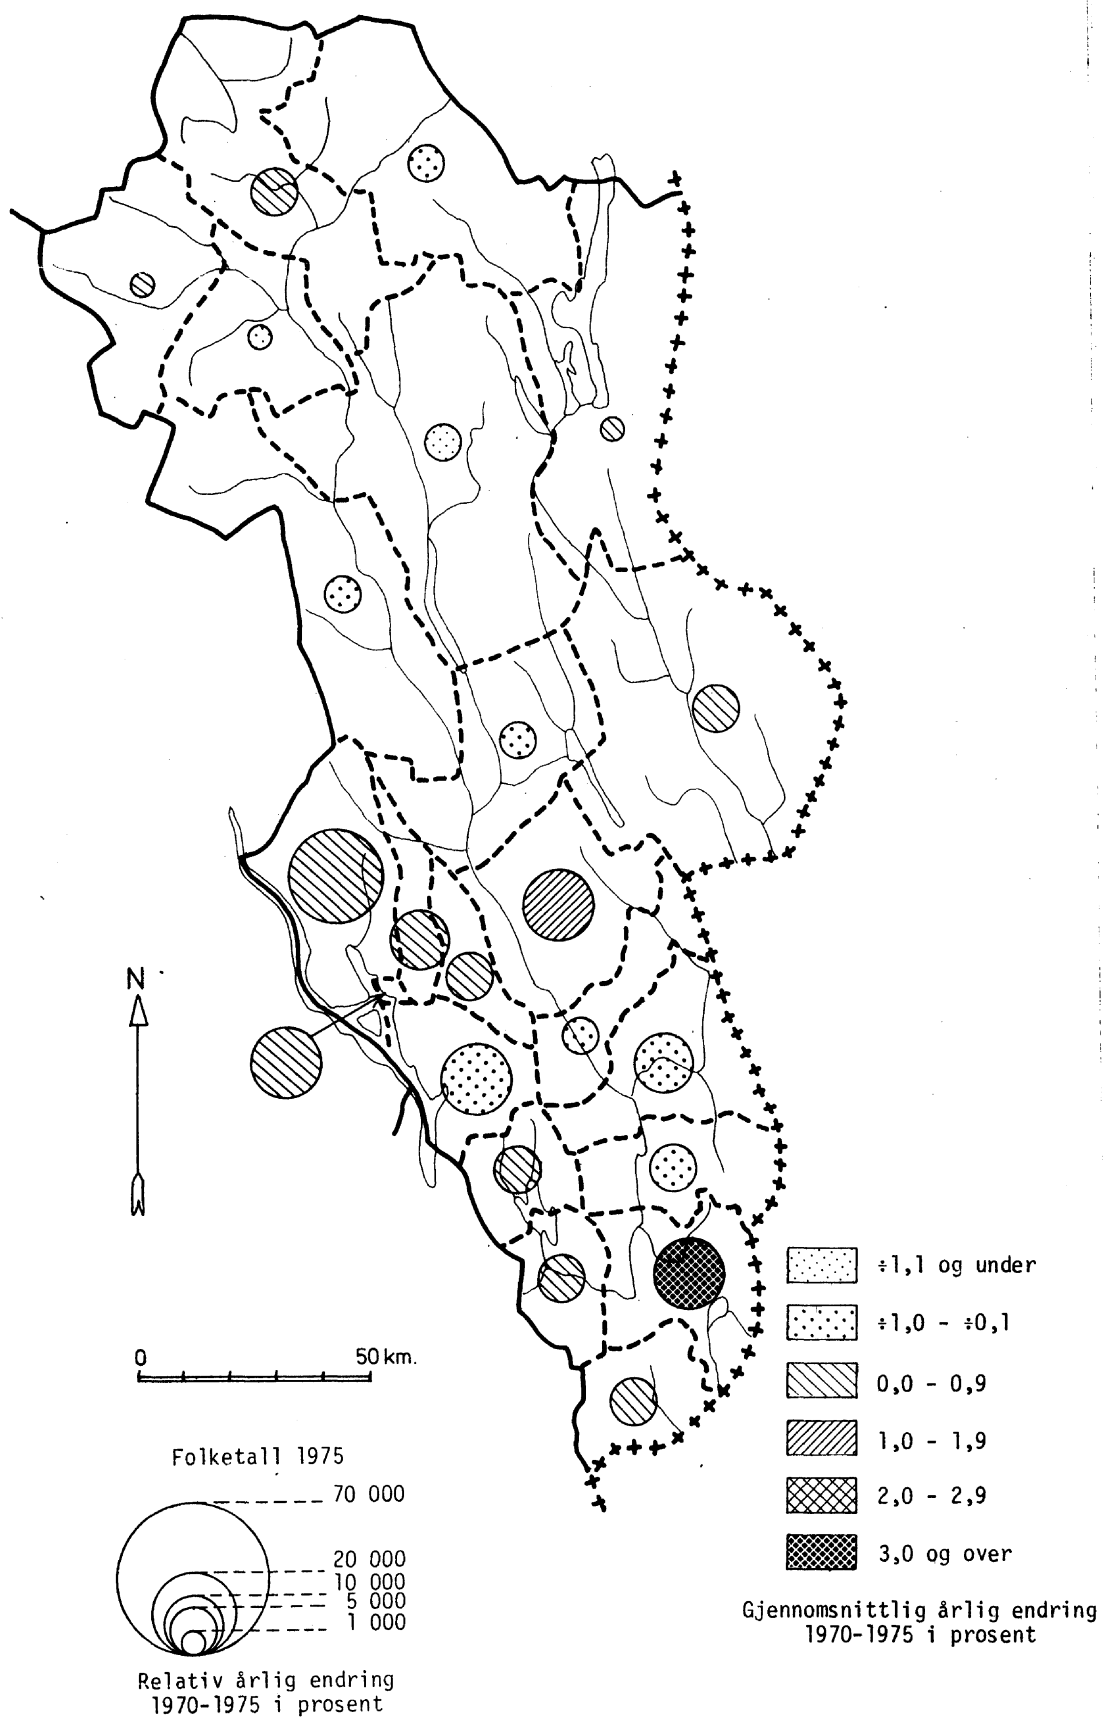 N
0 50 km.
Folketall 1975
70 000
20 000
10 000
5 000
1 000
Relativ årlig endring
1970-1975 i prosent
÷1,1 og under
÷1,0 - ÷0,1
0,0 - 0,9
1,0 - 1,9
2,0 - 2,9
3,0 og over
Gjennomsnittlig årlig endring
1970-1975 i prosent